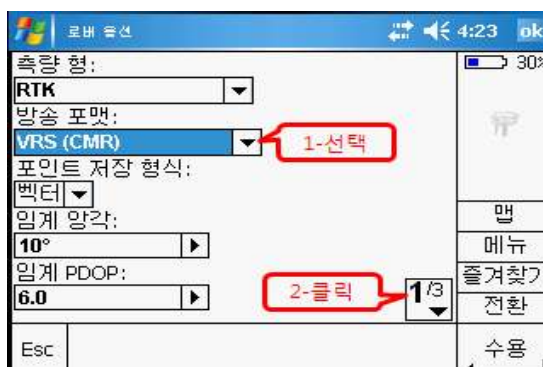 로버 옵션 4:23 ok
측량 형:
30%
RTK
방송 포맷:
VRS (CMR)
1-선택
포인트 저장 형식:
벡터
임계 앙각:
맵
10°
메뉴
임계 PDOP:
즐겨찾기
6.0
2-클릭
1/3
전환
Esc
수용